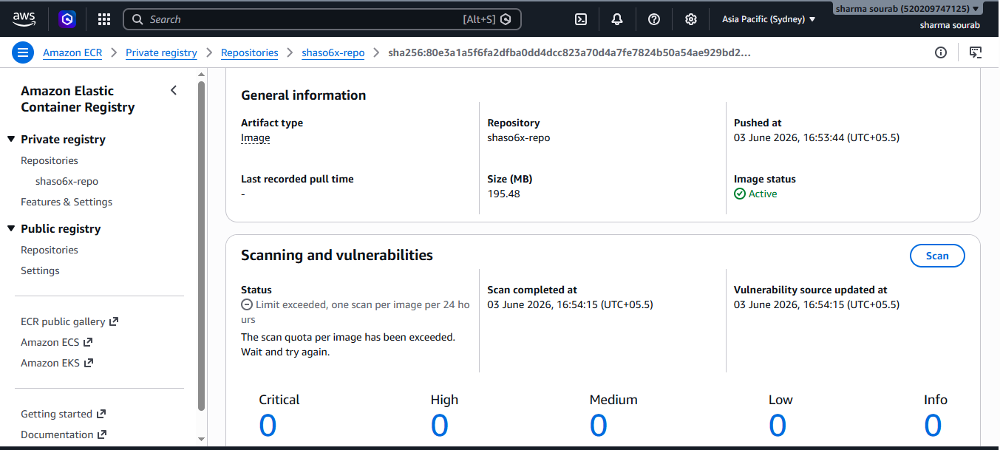 aws
Search
[Alt+S]
Asia Pacific (Sydney)
sharma sourab (520209747125)
sharma sourab
Amazon ECR
Private registry
Repositories
shaso6x-repo
sha256:80e3a1a5f6fa2dfba0dd4dcc823a70d4a7fe7824b50a54ae929bd2...
Amazon Elastic
Container Registry
Private registry
Repositories
shaso6x-repo
Features & Settings
Public registry
Repositories
Settings
ECR public gallery
Amazon ECS
Amazon EKS
Getting started
Documentation
General information
Artifact type
Image
Repository
shaso6x-repo
Pushed at
03 June 2026, 16:53:44 (UTC+05.5)
Last recorded pull time
-
Size (MB)
195.48
Image status
Active
Scanning and vulnerabilities
Scan
Status
Limit exceeded, one scan per image per 24 ho
urs
The scan quota per image has been exceeded.
Wait and try again.
Scan completed at
03 June 2026, 16:54:15 (UTC+05.5)
Vulnerability source updated at
03 June 2026, 16:54:15 (UTC+05.5)
Critical
0
High
0
Medium
0
Low
0
Info
0